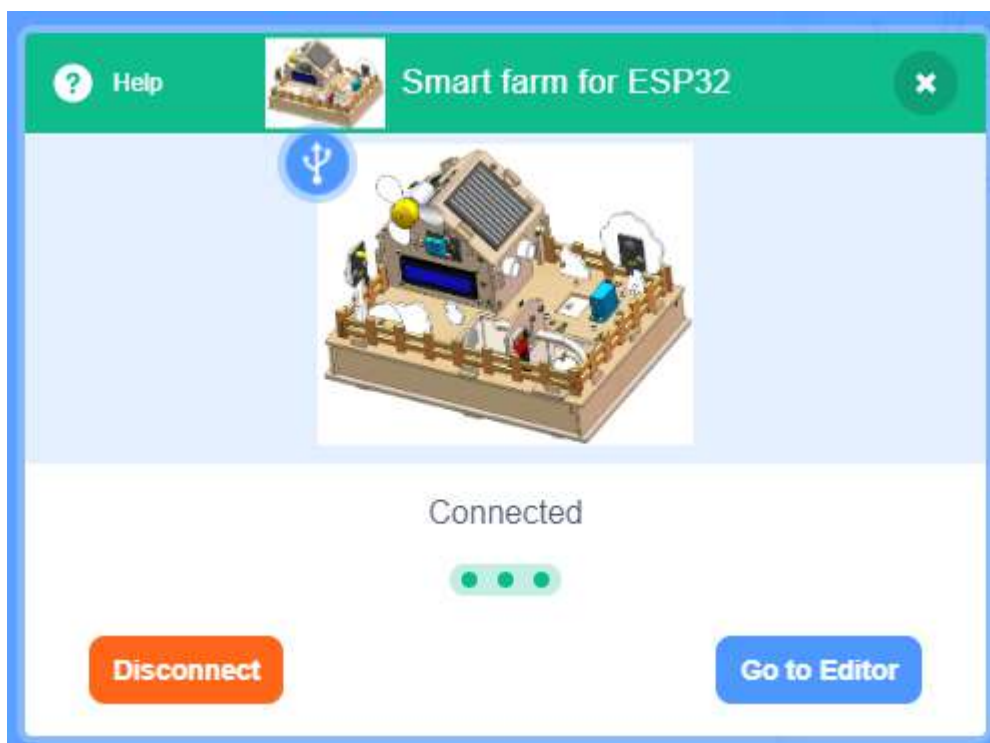 Help
Smart farm for ESP32
Connected
Disconnect
Go to Editor